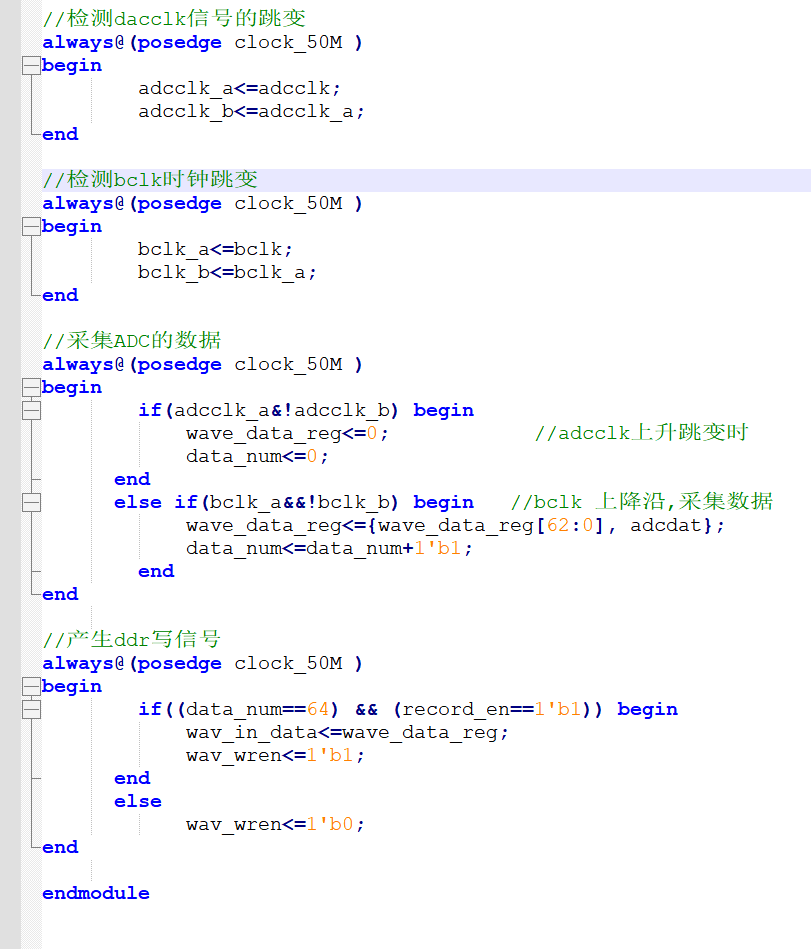 //检测dacclk信号的跳变
always@(posedge clock_50M )
begin
adcclk_a<=adcclk;
adcclk_b<=adcclk_a;
end
//检测bclk时钟跳变
always@(posedge clock_50M )
begin
bclk_a<=bclk;
bclk_b<=bclk_a;
end
//采集ADC的数据
always@(posedge clock_50M )
begin
if(adcclk_a&!adcclk_b) begin
wave_data_reg<=0; //adcclk上升跳变时
data_num<=0;
end
else if(bclk_a&&!bclk_b) begin //bclk 上降沿,采集数据
wave_data_reg<={wave_data_reg[62:0], adcdat};
data_num<=data_num+1'b1;
end
end
//产生ddr写信号
always@(posedge clock_50M )
begin
if((data_num==64) && (record_en==1'b1)) begin
wav_in_data<=wave_data_reg;
wav_wren<=1'b1;
end
else
wav_wren<=1'b0;
end
endmodule